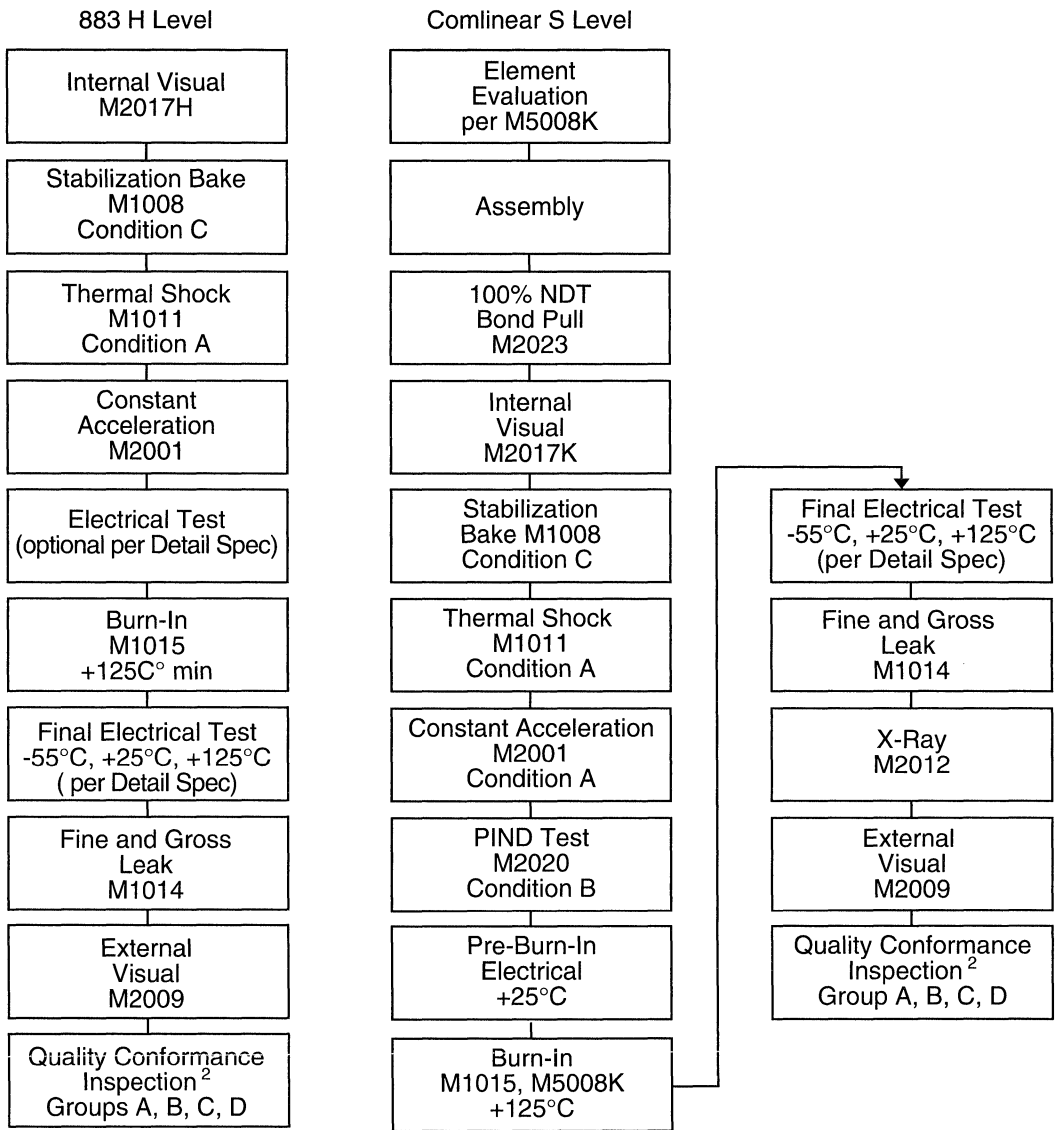 883 H Level
Internal Visual
M2017H
Stabilization Bake
M1008
Condition C
Thermal Shock
M1011
Condition A
Constant
Acceleration
M2001
Electrical Test
(optional per Detail Spec)
Burn-In
M1015
+125C° min
Final Electrical Test
-55°C, +25°C, +125°C
( per Detail Spec)
Fine and Gross
Leak
M1014
External
Visual
M2009
Quality Conformance
Inspection 2
Groups A, B, C, D
Comlinear S Level
Element
Evaluation
per M5008K
Assembly
100% NDT
Bond Pull
M2023
Internal
Visual
M2017K
Stabilization
Bake M1008
Condition C
Thermal Shock
M1011
Condition A
Constant Acceleration
M2001
Condition A
PIND Test
M2020
Condition B
Pre-Burn-In
Electrical
+25°C
Burn-In
M1015, M5008K
+125°C
Final Electrical Test
-55°C, +25°C, +125°C
(per Detail Spec)
Fine and Gross
Leak
M1014
X-Ray
M2012
External
Visual
M2009
Quality Conformance
Inspection 2
Group A, B, C, D